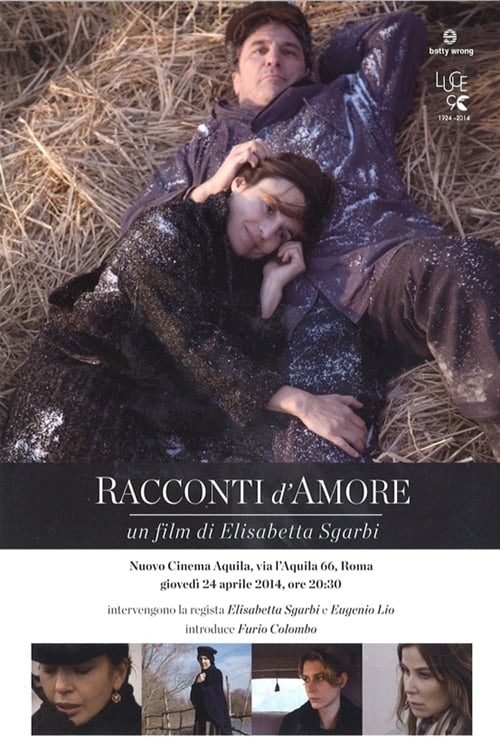 betty wrong
LUCE
90
1924-2014
RACCONTI d'AMORE
un film di Elisabetta Sgarbi
Nuovo Cinema Aquila, via l'Aquila 66, Roma
giovedì 24 aprile 2014, ore 20:30
intervengono la regista Elisabetta Sgarbi e Eugenio Lio
introduce Furio Colombo